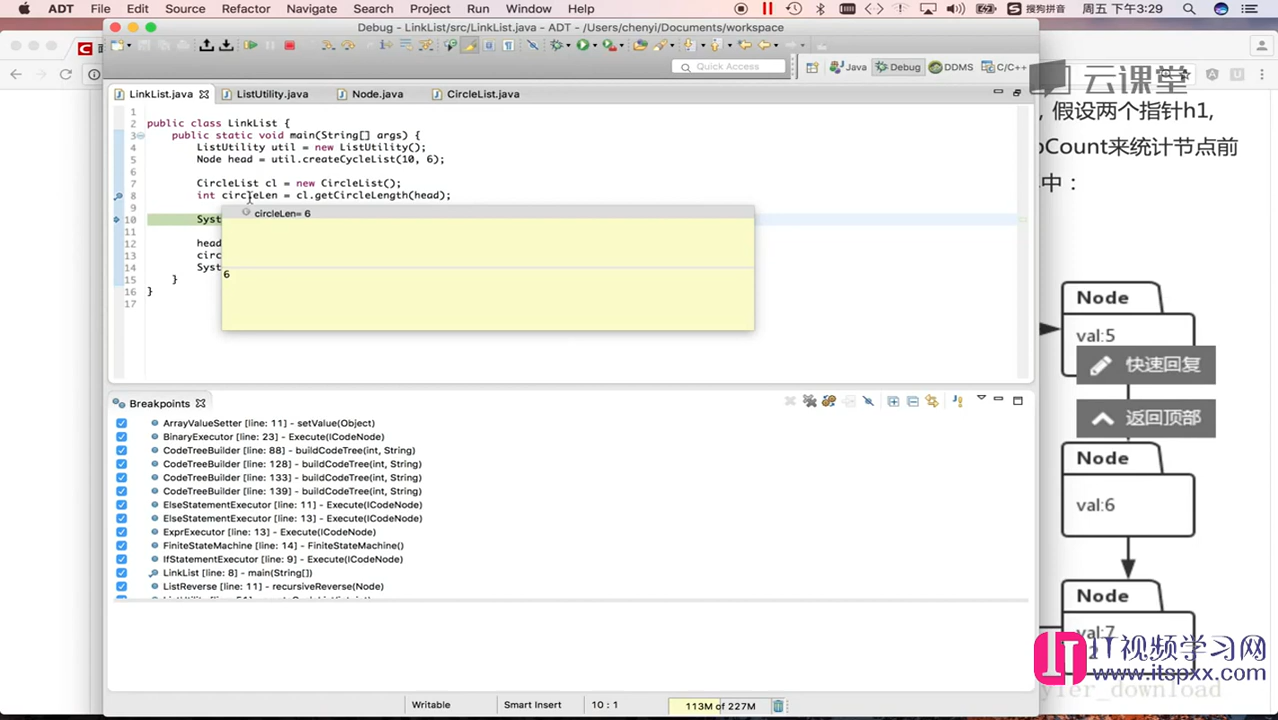 ADT File Edit Source Refactor Navigate Search Project Run Window Help 搜狗拼音 周五下午3:29
Debug - LinkList/src/LinkList.java - ADT - /Users/chenyi/Documents/workspace
Quick Access
Java Debug DDMS C/C++
云课堂
LinkList.java ListUtility.java Node.java CircleList.java
1
2 public class LinkList {
3 public static void main(String[] args) {
4 ListUtility util = new ListUtility();
5 Node head = util.createCycleList(10, 6);
6
7 CircleList cl = new CircleList();
8 int circleLen = cl.getCircleLength(head);
9
10 Syst
circleLen= 6
12 head
13 circ
14 Syst
6
15 }
16 }
17
, 假设两个指针h1,
pCount来统计节点前
中：
Node
val:5
快速回复
返回顶部
Node
val:6
Node
val:7
Breakpoints
ArrayValueSetter [line: 11] - setValue(Object)
BinaryExecutor [line: 23] - Execute(ICodeNode)
CodeTreeBuilder [line: 88] - buildCodeTree(int, String)
CodeTreeBuilder [line: 128] - buildCodeTree(int, String)
CodeTreeBuilder [line: 133] - buildCodeTree(int, String)
CodeTreeBuilder [line: 139] - buildCodeTree(int, String)
ElseStatementExecutor [line: 11] - Execute(ICodeNode)
ElseStatementExecutor [line: 13] - Execute(ICodeNode)
ExprExecutor [line: 13] - Execute(ICodeNode)
FiniteStateMachine [line: 14] - FiniteStateMachine()
IfStatementExecutor [line: 9] - Execute(ICodeNode)
LinkList [line: 8] - main(String[])
ListReverse [line: 11] - recursiveReverse(Node)
IT视频学习网
www.itspxx.com
Writable Smart Insert 10 : 1 113M of 227M